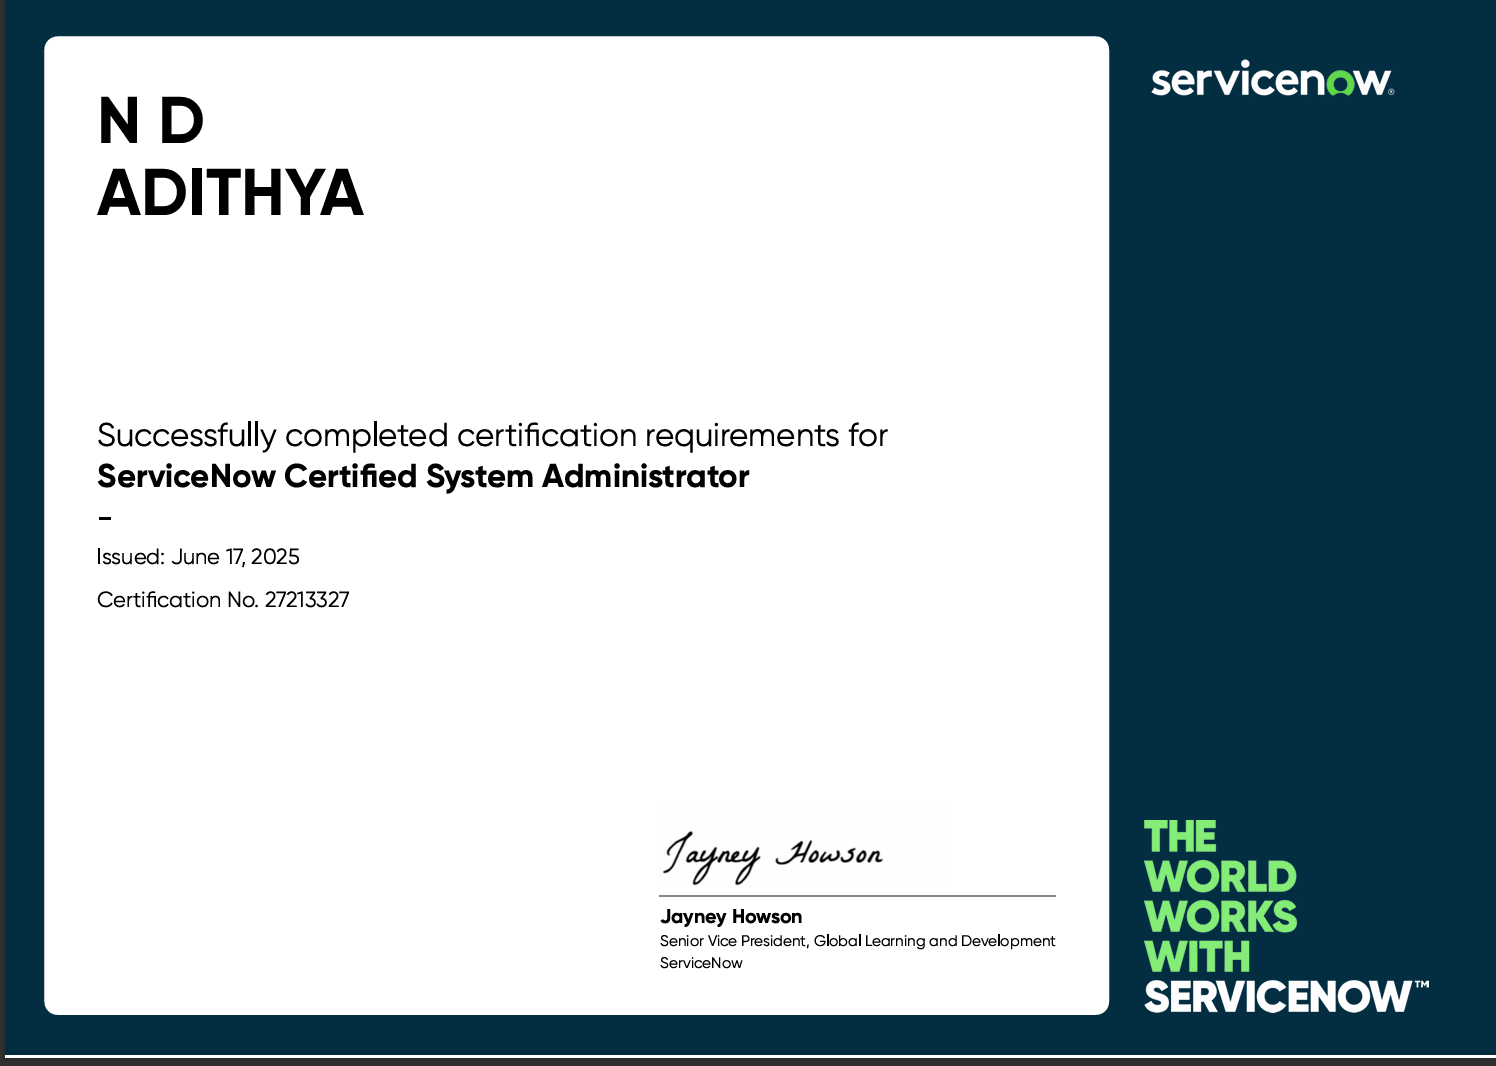 N D
ADITHYA
Successfully completed certification requirements for
ServiceNow Certified System Administrator
–
Issued: June 17, 2025
Certification No. 27213327
Jayney Howson
Jayney Howson
Senior Vice President, Global Learning and Development
ServiceNow
servicenow®
THE
WORLD
WORKS
WITH
SERVICENOW™